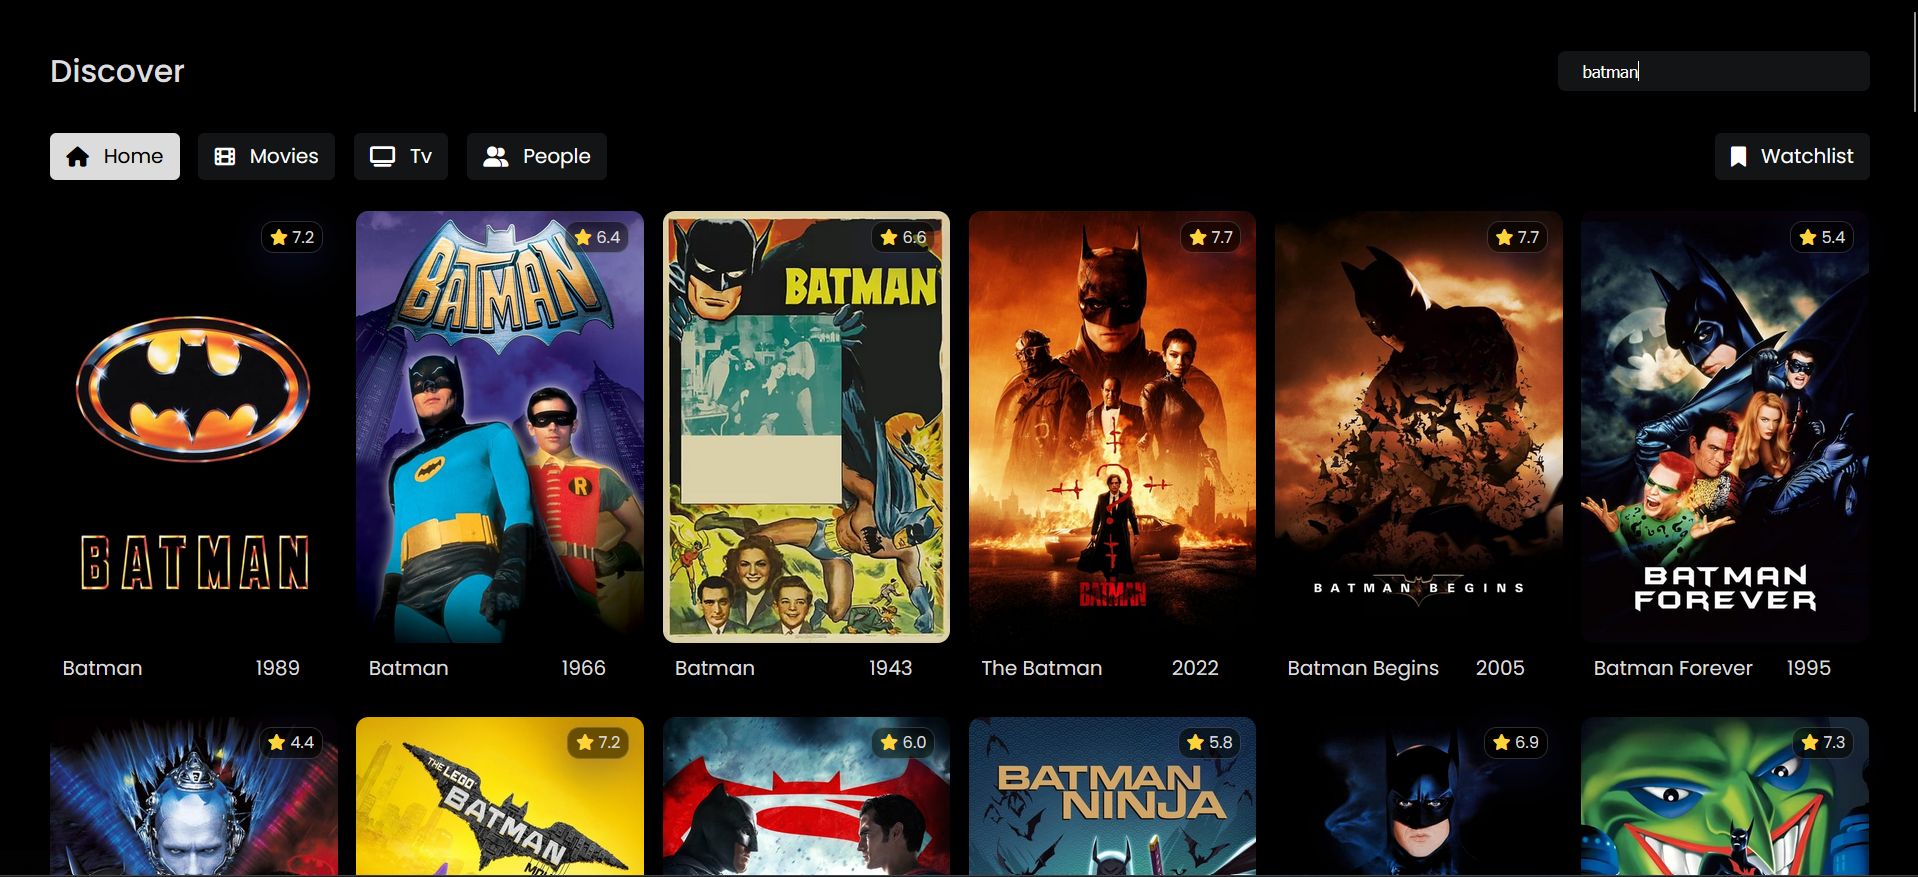 Discover
batman
Home
Movies
Tv
People
Watchlist
7.2
6.4
6.6
7.7
7.7
5.4
BATMAN
BATMAN
R
BATMAN
THE BATMAN
BATMAN BEGINS
BATMAN
FOREVER
Batman 1989
Batman 1966
Batman 1943
The Batman 2022
Batman Begins 2005
Batman Forever 1995
4.4
7.2
6.0
5.8
6.9
7.3
THE LEGO
BATMAN
MOVIE
BATMAN
NINJA